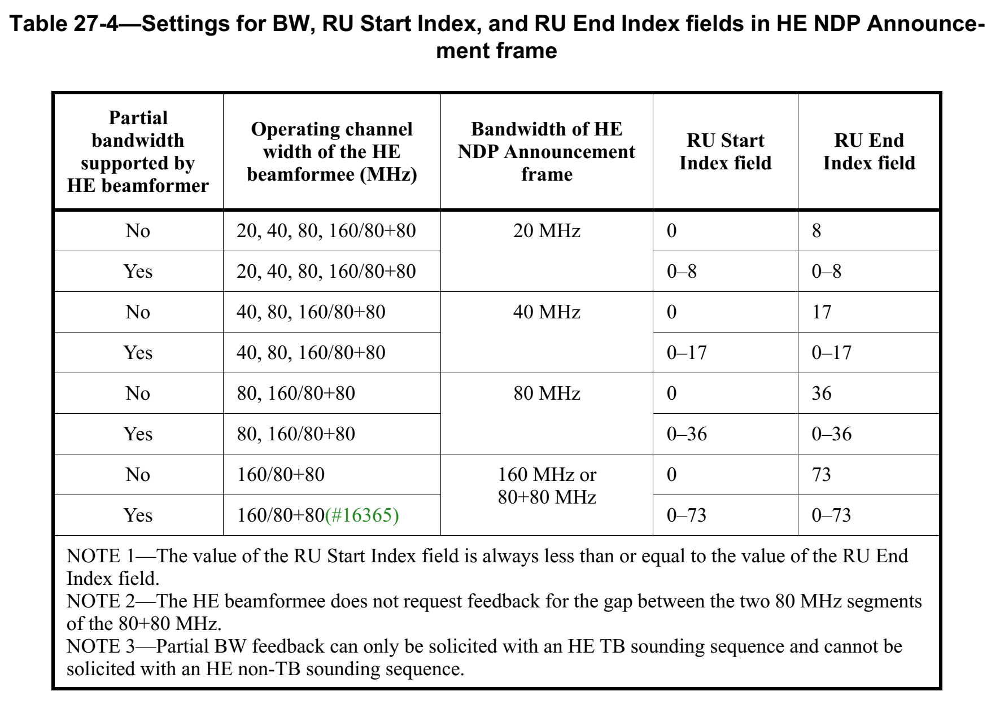 Table 27-4—Settings for BW, RU Start Index, and RU End Index fields in HE NDP Announce-
ment frame
Partial
bandwidth
supported by
HE beamformer
Operating channel
width of the HE
beamformee (MHz)
Bandwidth of HE
NDP Announcement
frame
RU Start
Index field
RU End
Index field
No 20, 40, 80, 160/80+80 20 MHz 0 8
Yes 20, 40, 80, 160/80+80 0–8 0–8
No 40, 80, 160/80+80 40 MHz 0 17
Yes 40, 80, 160/80+80 0–17 0–17
No 80, 160/80+80 80 MHz 0 36
Yes 80, 160/80+80 0–36 0–36
No 160/80+80 160 MHz or 0 73
80+80 MHz
Yes 160/80+80(#16365) 0–73 0–73
NOTE 1—The value of the RU Start Index field is always less than or equal to the value of the RU End
Index field.
NOTE 2—The HE beamformee does not request feedback for the gap between the two 80 MHz segments
of the 80+80 MHz.
NOTE 3—Partial BW feedback can only be solicited with an HE TB sounding sequence and cannot be
solicited with an HE non-TB sounding sequence.